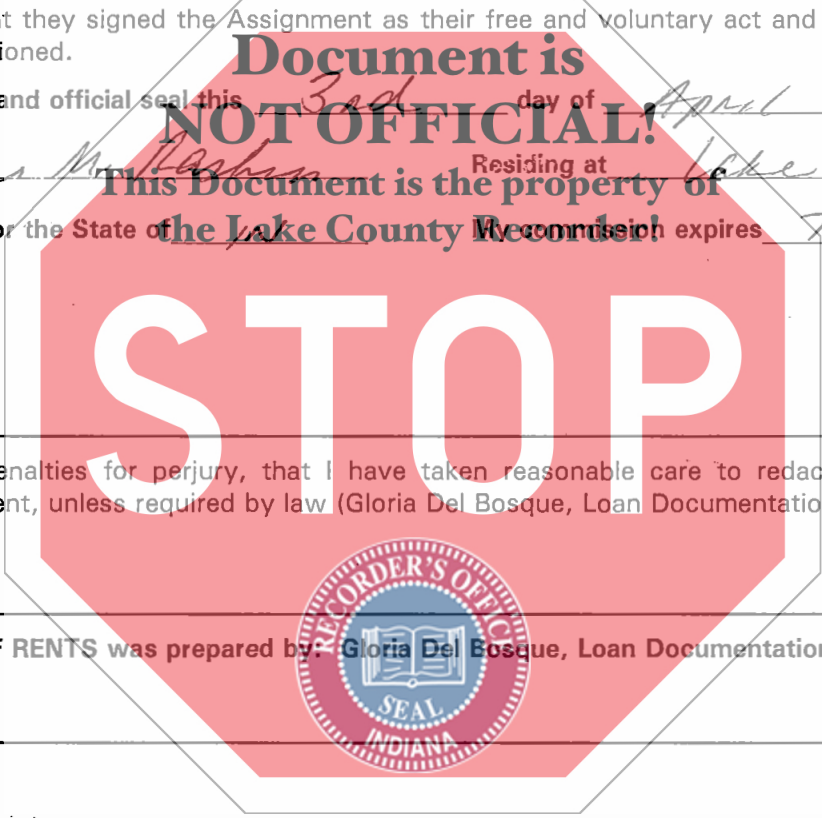 t they signed the Assignment as their free and voluntary act and
ioned.
Document is
and official seal this 3rd day of April
NOT OFFICIAL!
Residing at Lake
This Document is the property of
r the State of IN My commission expires
the Lake County Recorder!
STOP
enalties for perjury, that I have taken reasonable care to redac
ent, unless required by law (Gloria Del Bosque, Loan Documentatio
RECORDER'S OFFICE
F RENTS was prepared by: Gloria Del Bosque, Loan Documentation
SEAL
INDIANA